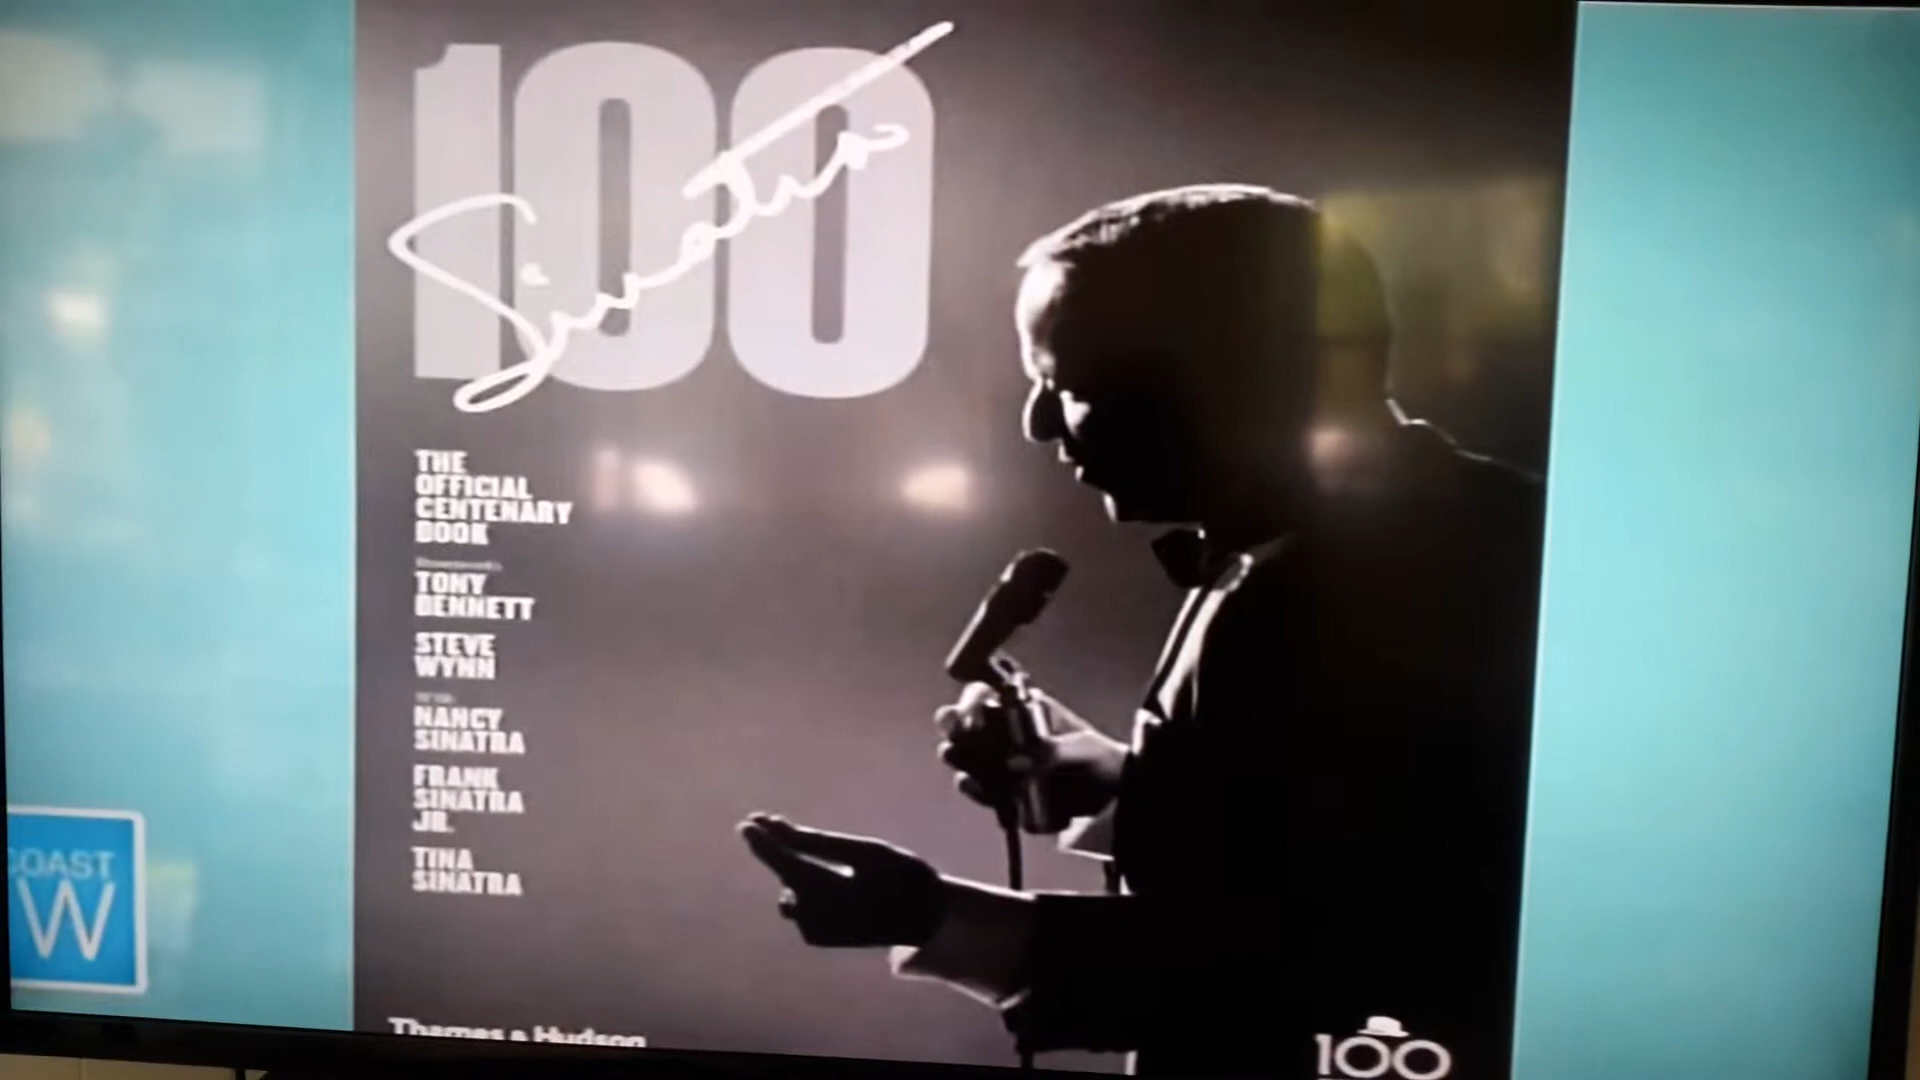 100
Sinatra
THE
OFFICIAL
CENTENARY
BOOK
TONY
BENNETT
STEVE
WYNN
NANCY
SINATRA
FRANK
SINATRA
JR.
TINA
SINATRA
Thames & Hudson
100
COAST
W